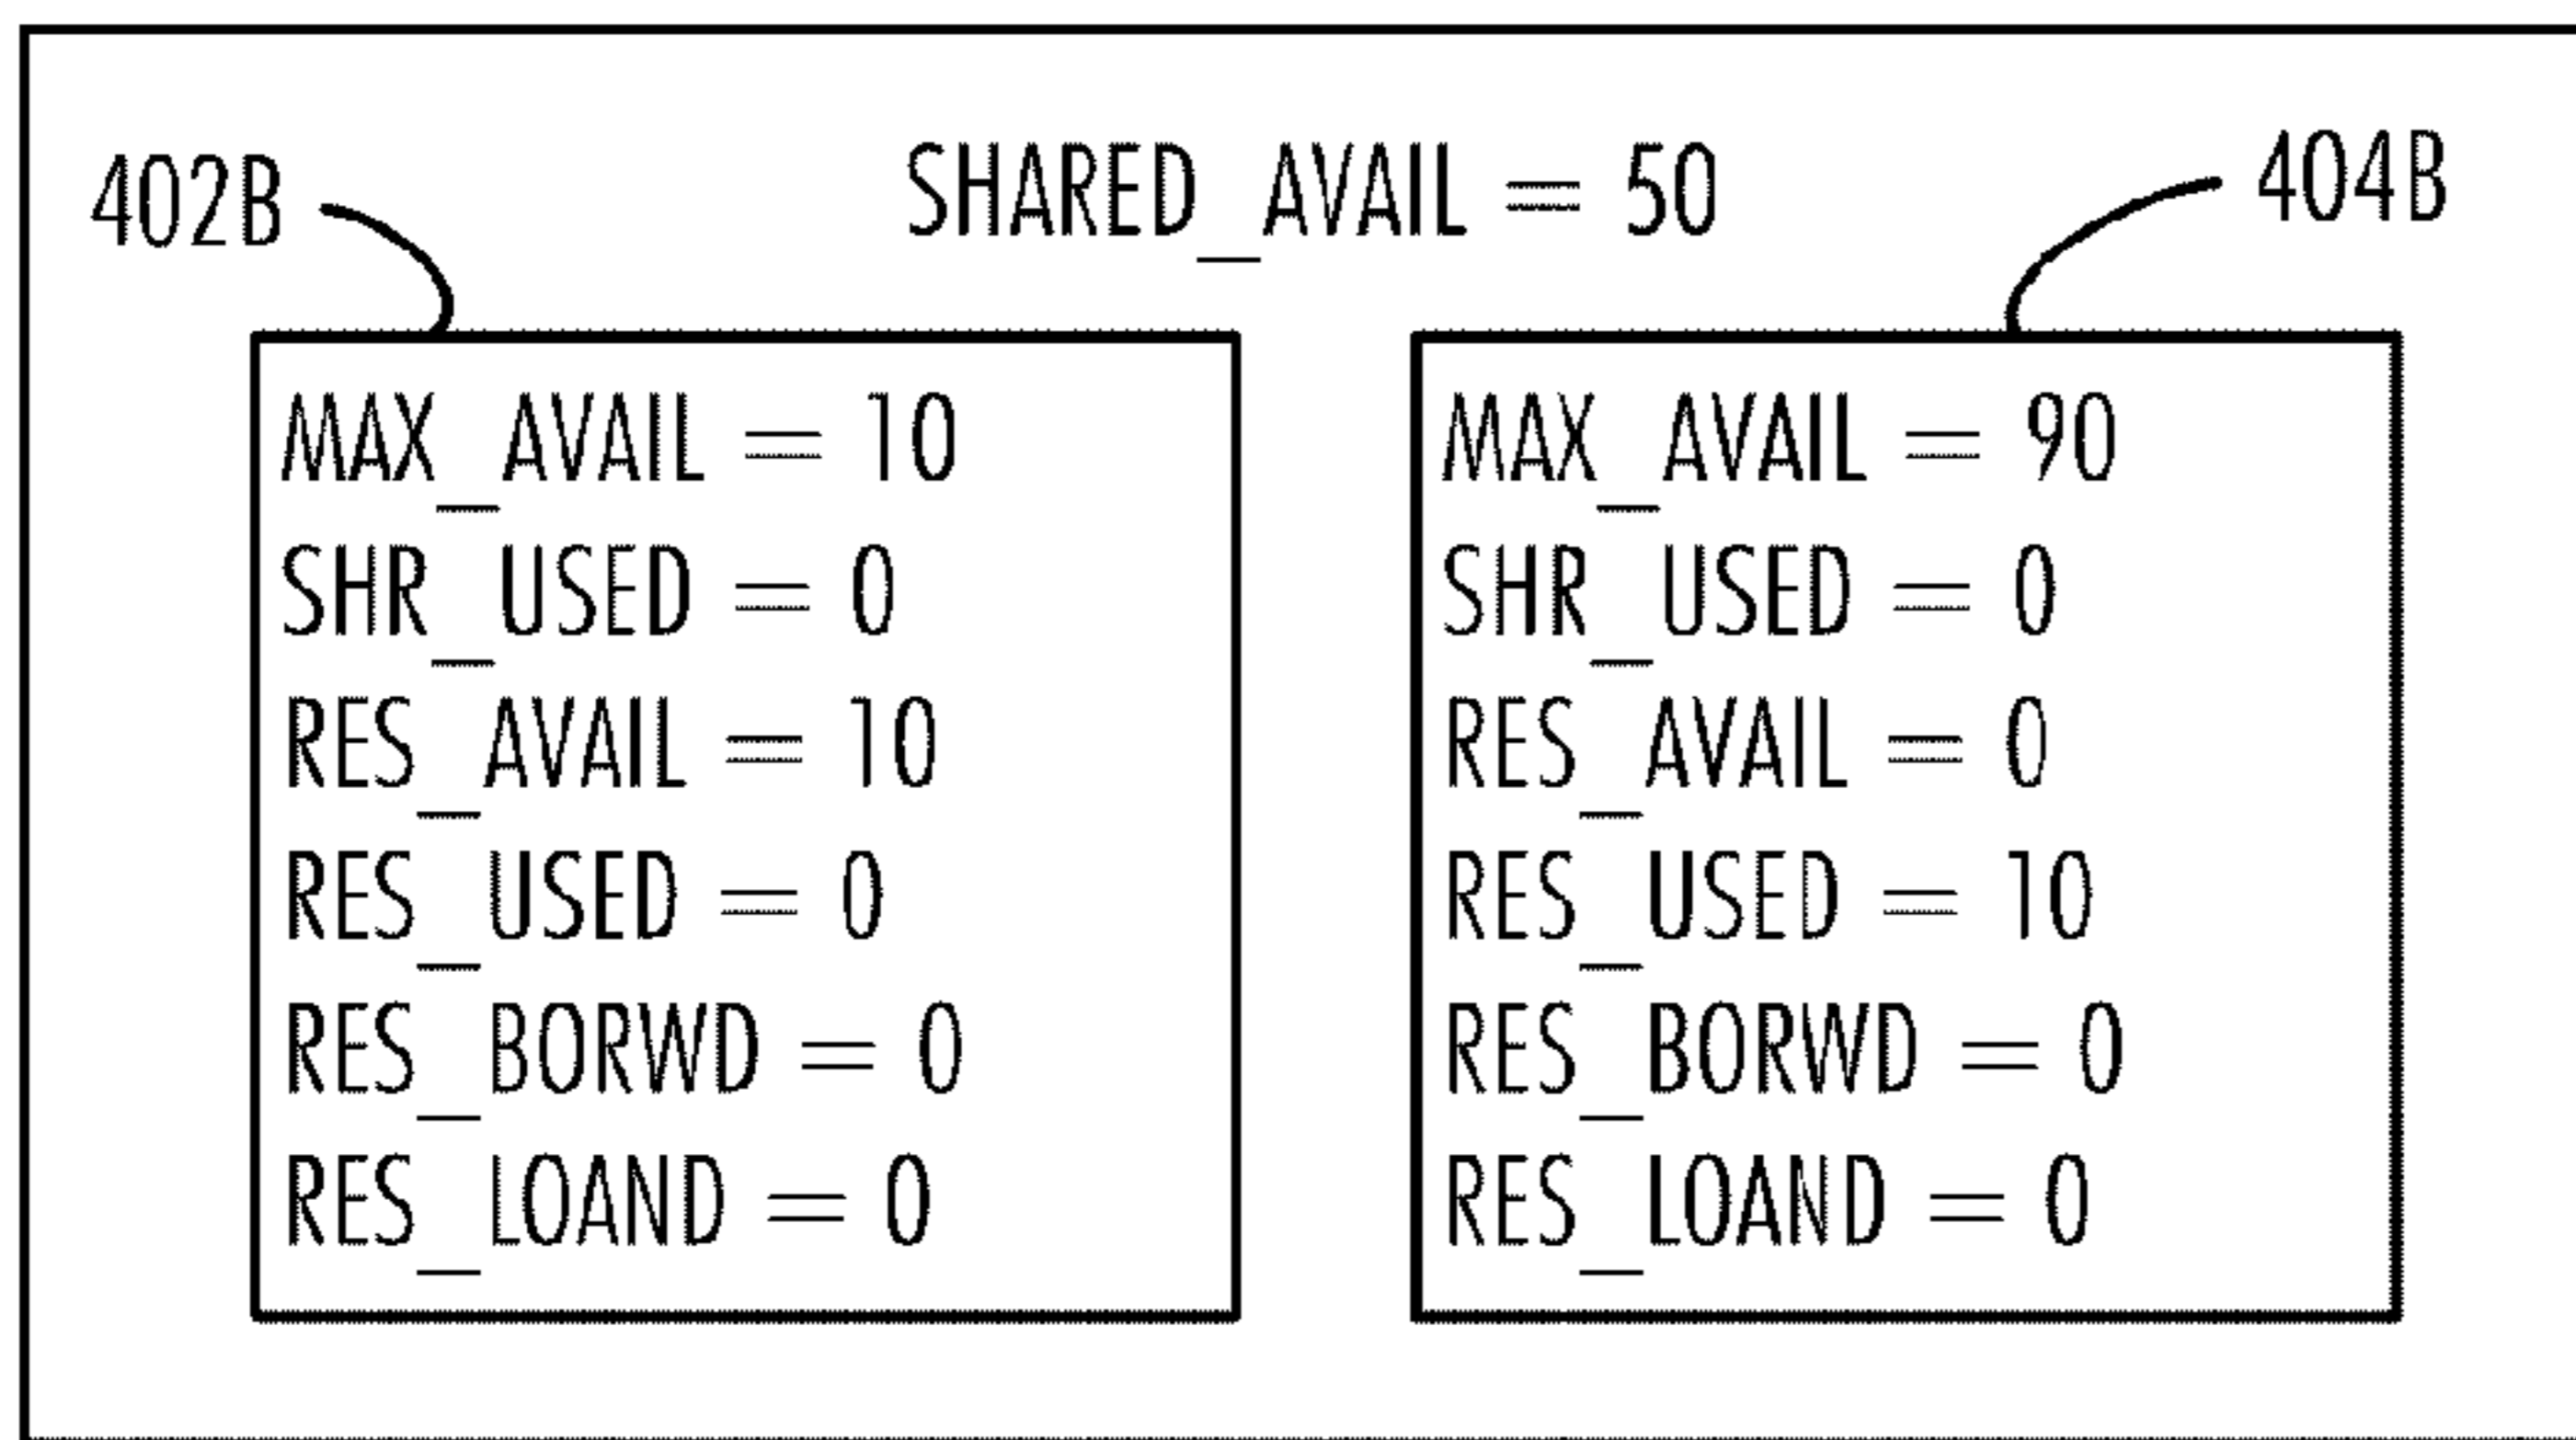 402B
SHARED_AVAIL = 50
404B
MAX_AVAIL = 10
SHR_USED = 0
RES_AVAIL = 10
RES_USED = 0
RES_BORWD = 0
RES_LOAND = 0
MAX_AVAIL = 90
SHR_USED = 0
RES_AVAIL = 0
RES_USED = 10
RES_BORWD = 0
RES_LOAND = 0